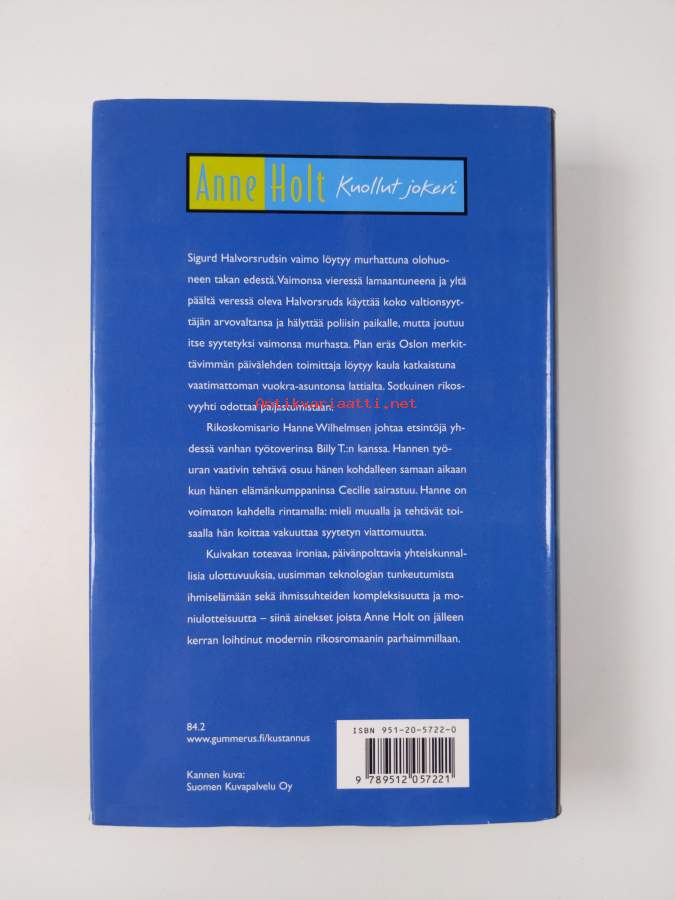 Anne Holt Kuollut jokeri
Sigurd Halvorsrudsin vaimo löytyy murhattuna olohuo-
neen takan edestä. Vaimonsa vieressä lamaantuneena ja yltä
päältä veressä oleva Halvorsruds käyttää koko valtionsyyt-
täjän arvovaltansa ja hälyttää poliisin paikalle, mutta joutuu
itse syytetyksi vaimonsa murhasta. Pian eräs Oslon merkit-
tävimmän päivälehden toimittaja löytyy kaula katkaistuna
vaatimattoman vuokra-asuntonsa lattialta. Sotkuinen rikos-
vyyhti odottaa paljastumistaan.
Antikvariaatti.net
Rikoskomisario Hanne Wilhelmsen johtaa etsintöjä yh-
dessä vanhan työtoverinsa Billy T.:n kanssa. Hannen työ-
uran vaativin tehtävä osuu hänen kohdalleen samaan aikaan
kun hänen elämänkumppaninsa Cecilie sairastuu. Hanne on
voimaton kahdella rintamalla: mieli muualla ja tehtävät toi-
saalla hän koittaa vakuuttaa syytetyn viattomuutta.
Kuivakan toteavaa ironiaa, päivänpolttavia yhteiskunnal-
lisia ulottuvuuksia, uusimman teknologian tunkeutumista
ihmiselämään sekä ihmissuhteiden kompleksisuutta ja mo-
niulotteisuutta – siinä ainekset joista Anne Holt on jälleen
kerran loihtinut modernin rikosromaanin parhaimmillaan.
84.2
www.gummerus.fi/kustannus
Kannen kuva:
Suomen Kuvapalvelu Oy
ISBN 951-20-5722-0
9 789512 057221